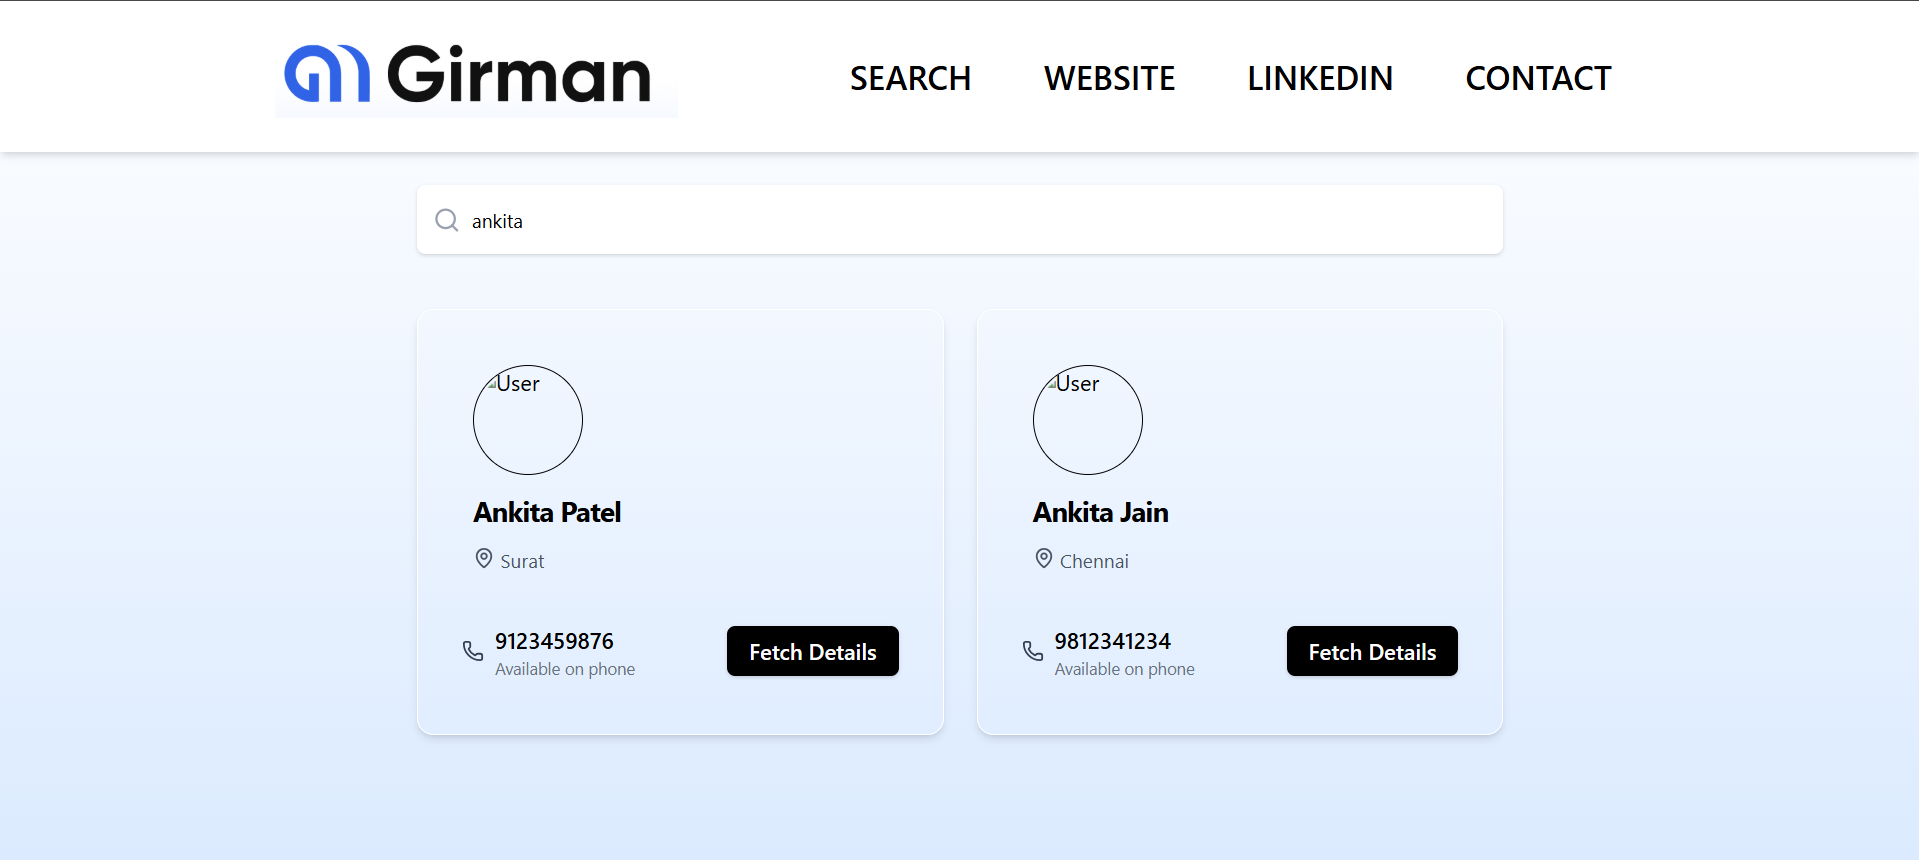 Girman
SEARCH WEBSITE LINKEDIN CONTACT
ankita
User
Ankita Patel
Surat
9123459876
Available on phone
Fetch Details
User
Ankita Jain
Chennai
9812341234
Available on phone
Fetch Details